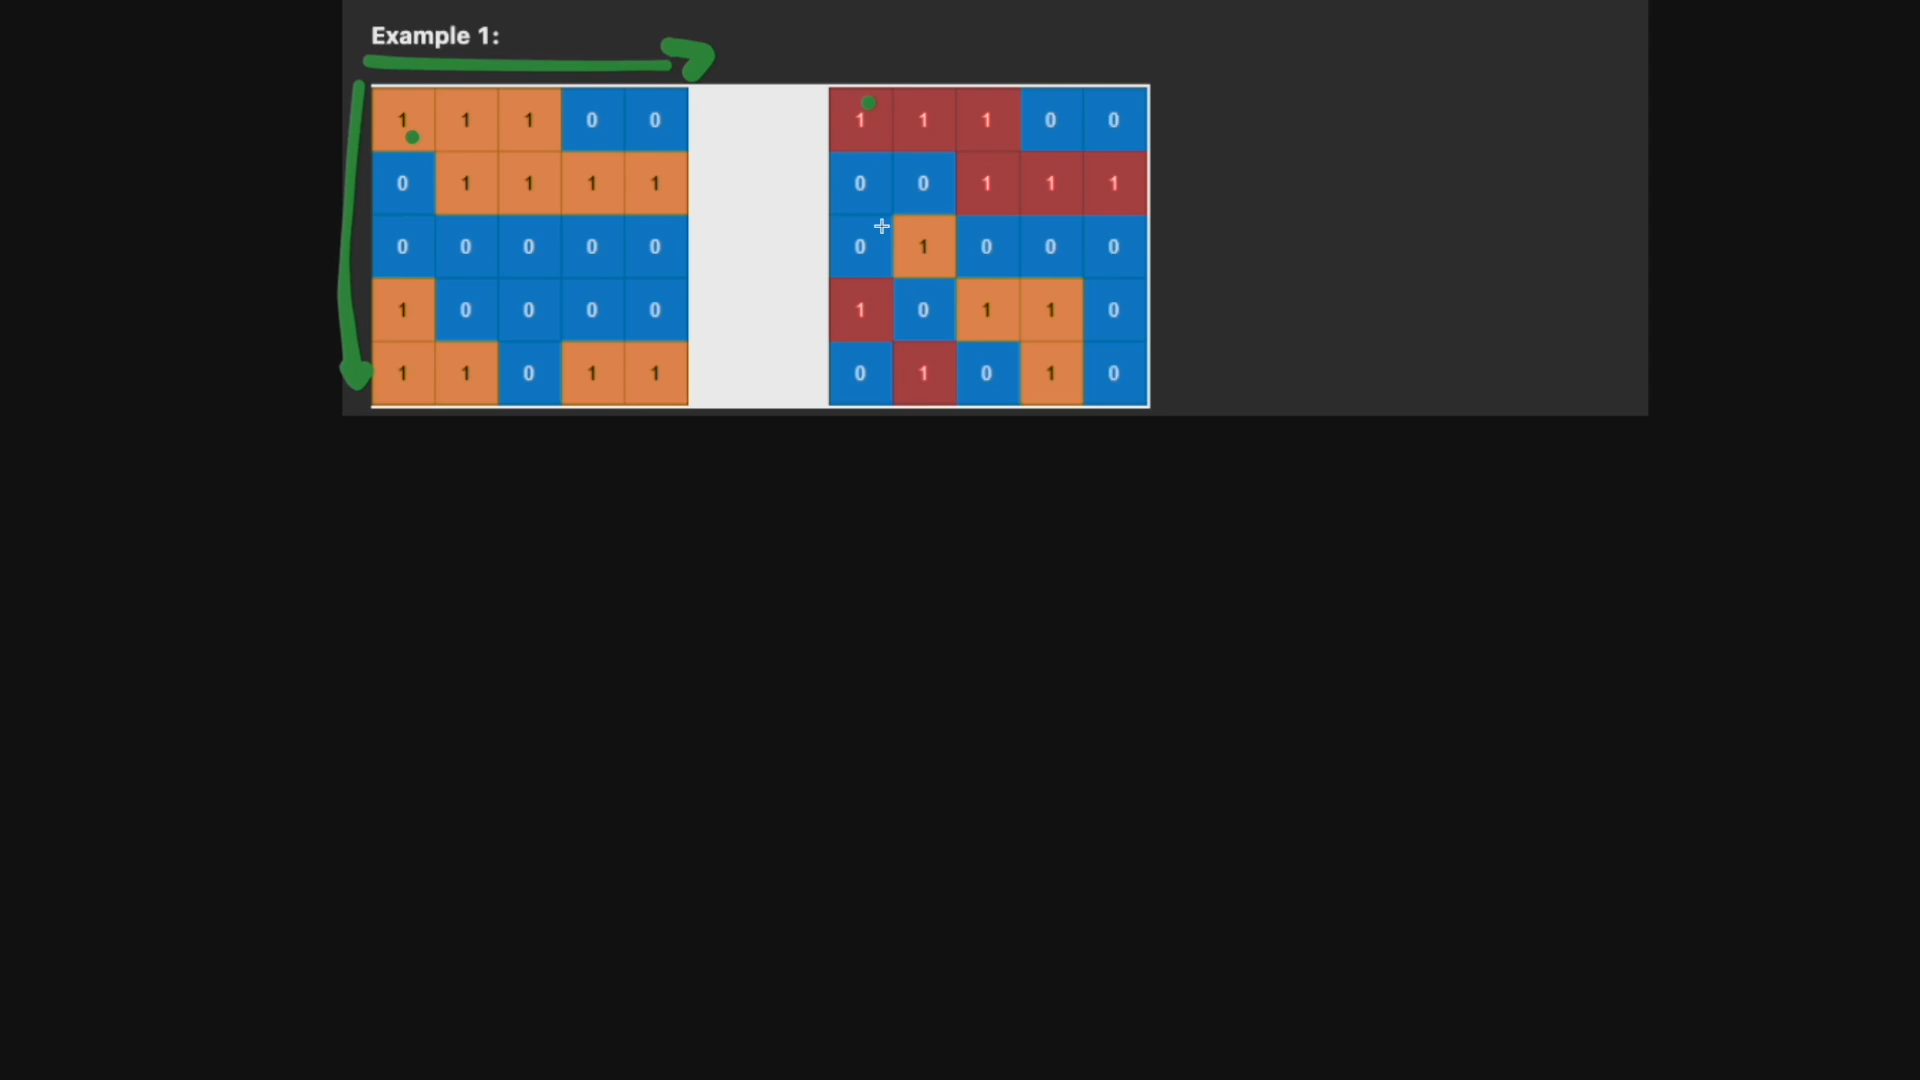 Example 1:
1 1 1 0 0 1 1 1 0 0
0 1 1 1 1 0 0 1 1 1
0 0 0 0 0 0 1 0 0 0
1 0 0 0 0 1 0 1 1 0
1 1 0 1 1 0 1 0 1 0